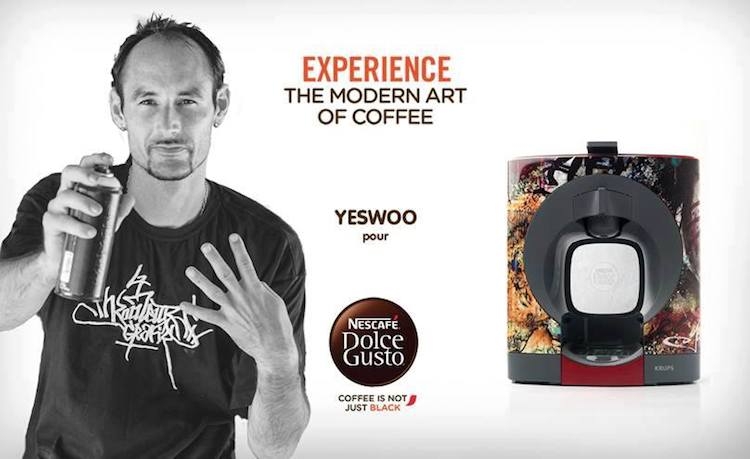 EXPERIENCE
THE MODERN ART
OF COFFEE
YESWOO
pour
NESCAFÉ
Dolce
Gusto
COFFEE IS NOT
JUST BLACK
KRUPS